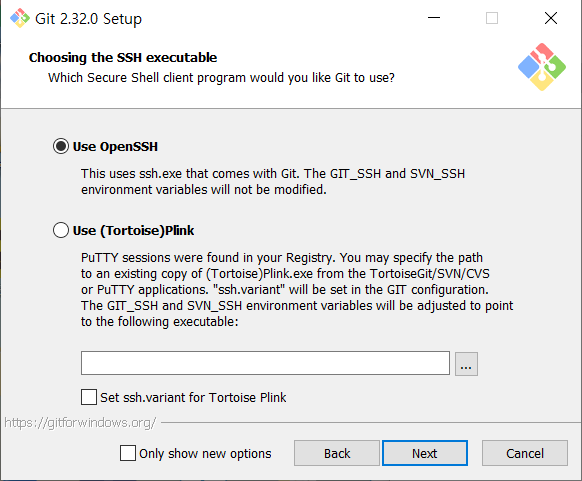 Git 2.32.0 Setup
Choosing the SSH executable
Which Secure Shell client program would you like Git to use?
Use OpenSSH
This uses ssh.exe that comes with Git. The GIT_SSH and SVN_SSH
environment variables will not be modified.
Use (Tortoise)Plink
PuTTY sessions were found in your Registry. You may specify the path
to an existing copy of (Tortoise)Plink.exe from the TortoiseGit/SVN/CVS
or PuTTY applications. "ssh.variant" will be set in the GIT configuration.
The GIT_SSH and SVN_SSH environment variables will be adjusted to point
to the following executable:
...
Set ssh.variant for Tortoise Plink
https://gitforwindows.org/
Only show new options
Back
Next
Cancel